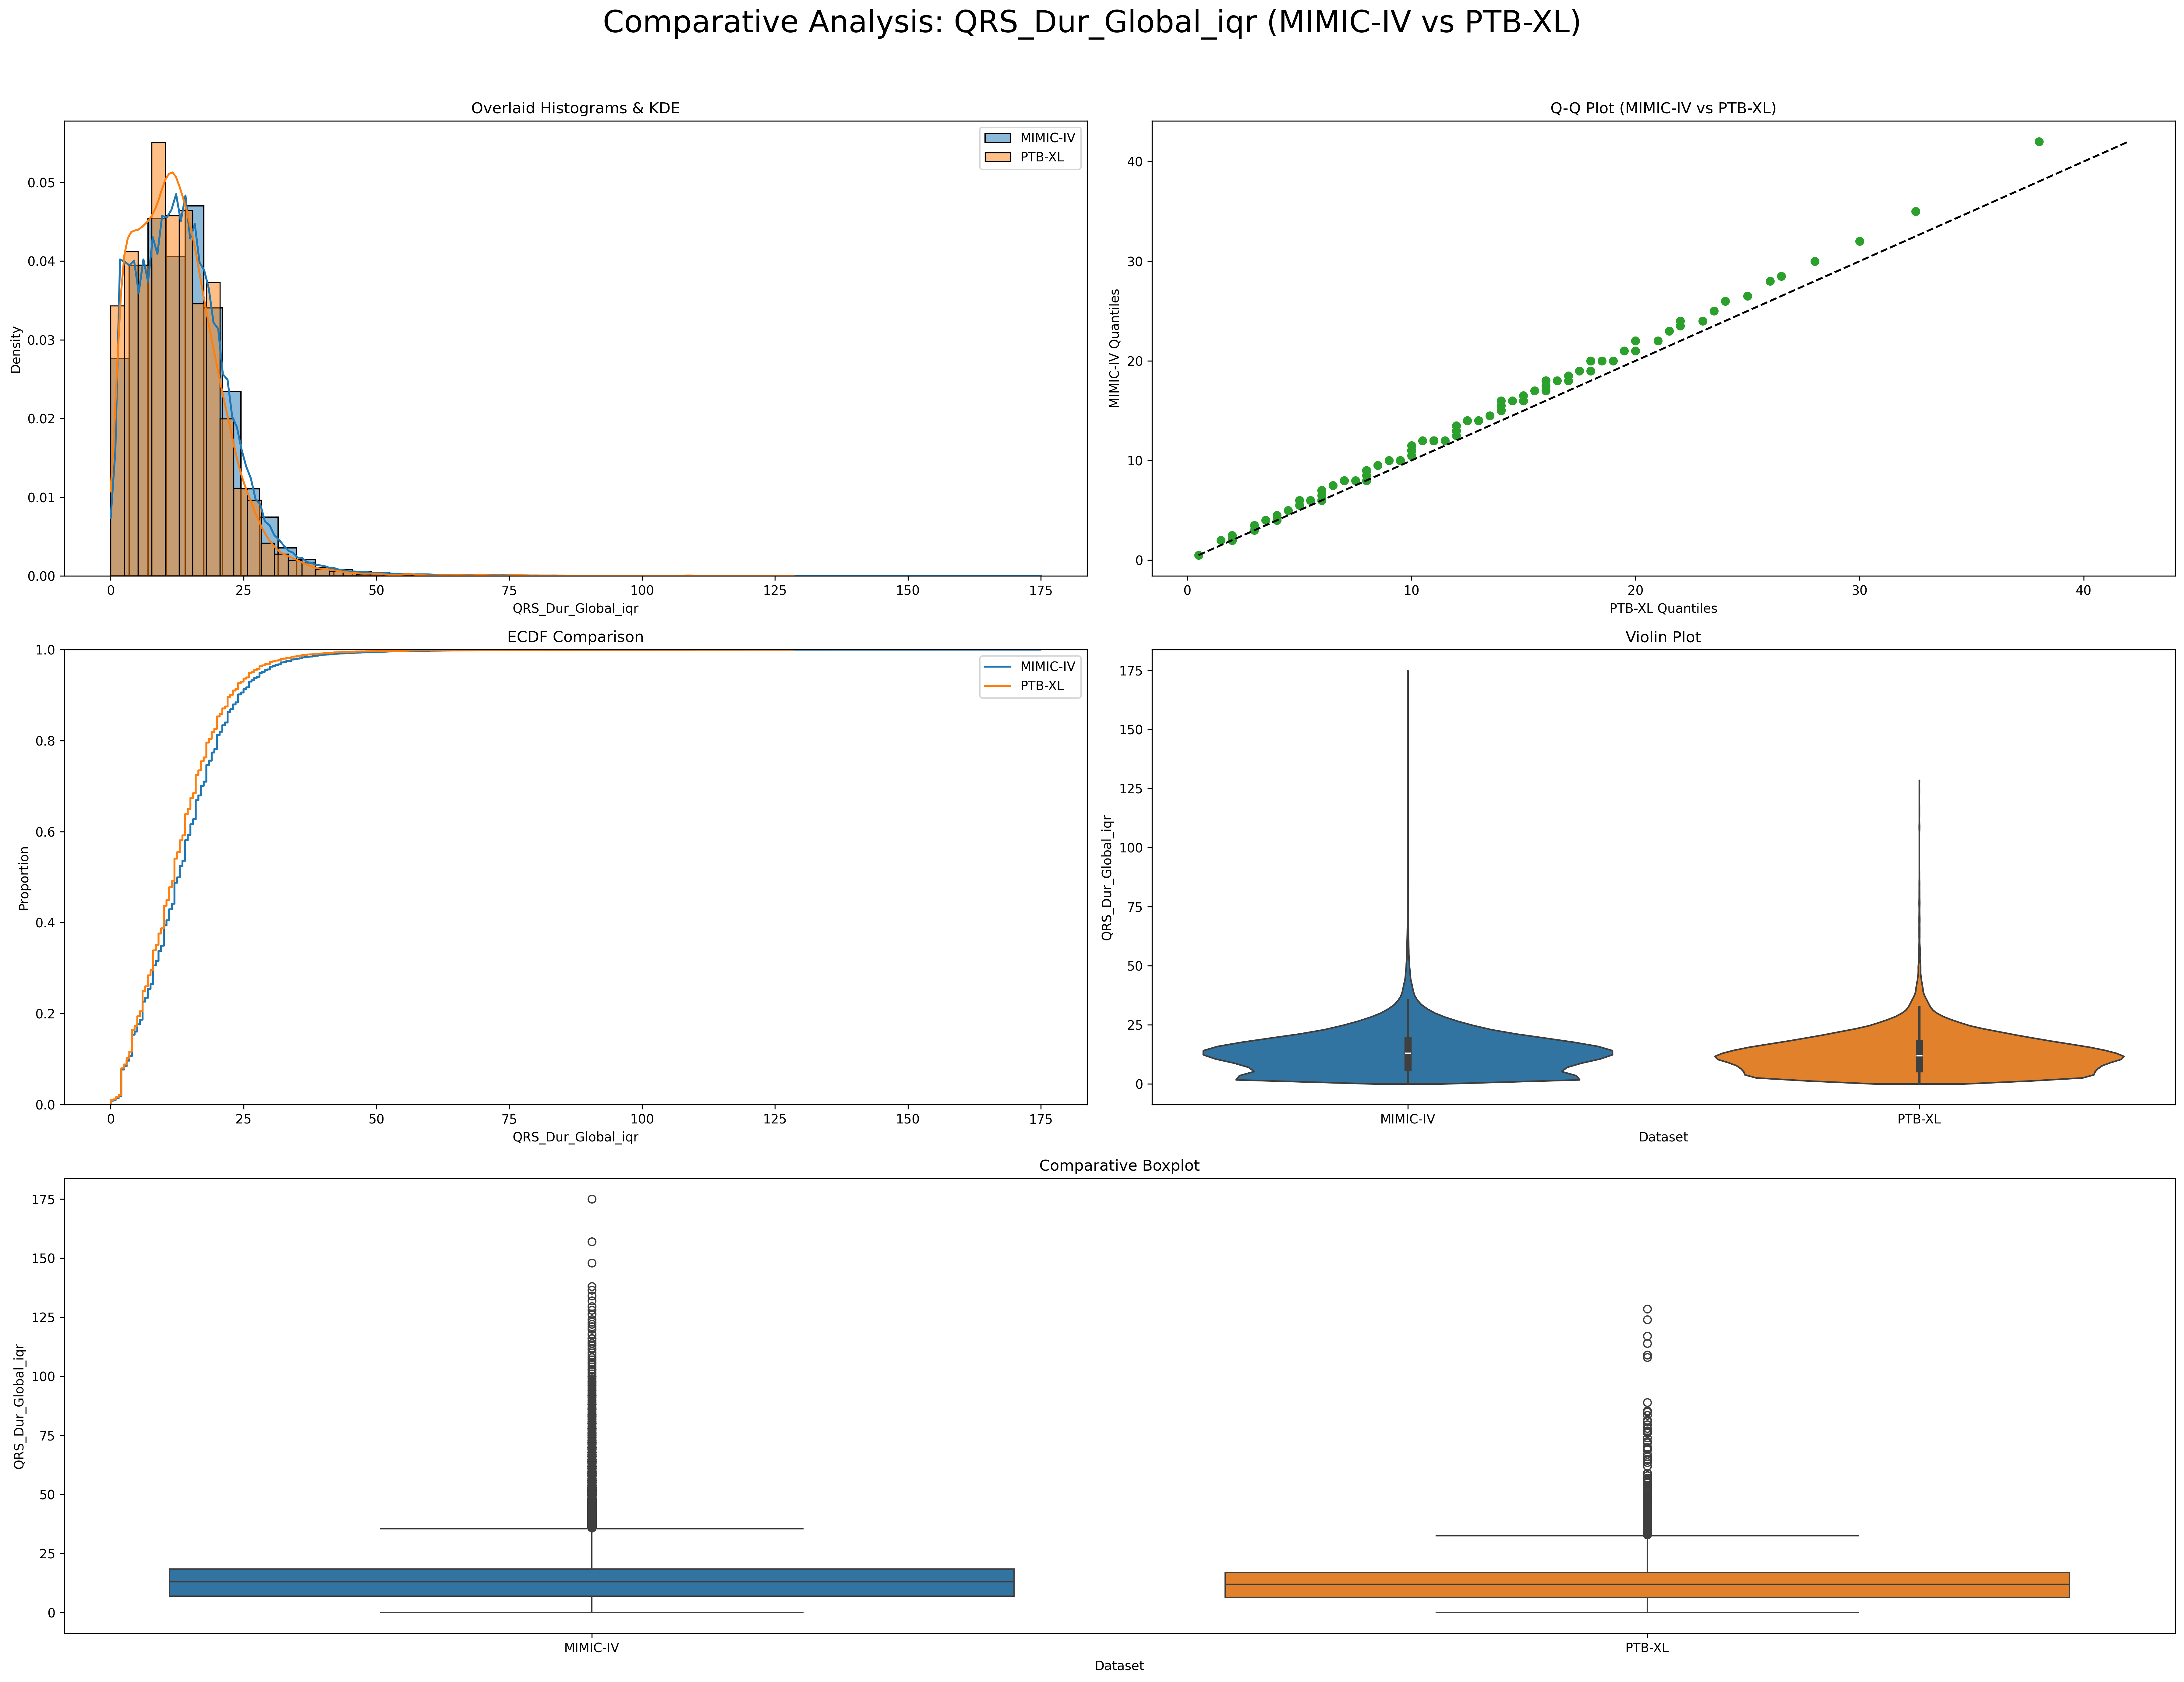 Comparative Analysis: QRS_Dur_Global_iqr (MIMIC-IV vs PTB-XL)
Overlaid Histograms & KDE
MIMIC-IV
PTB-XL
0.05
0.04
0.03
0.02
0.01
0.00
Density
0 25 50 75 100 125 150 175
QRS_Dur_Global_iqr
Q-Q Plot (MIMIC-IV vs PTB-XL)
40
30
20
10
0
MIMIC-IV Quantiles
0 10 20 30 40
PTB-XL Quantiles
ECDF Comparison
MIMIC-IV
PTB-XL
1.0
0.8
0.6
0.4
0.2
0.0
Proportion
0 25 50 75 100 125 150 175
QRS_Dur_Global_iqr
Violin Plot
175
150
125
100
75
50
25
0
QRS_Dur_Global_iqr
MIMIC-IV PTB-XL
Dataset
Comparative Boxplot
175
150
125
100
75
50
25
0
QRS_Dur_Global_iqr
MIMIC-IV PTB-XL
Dataset